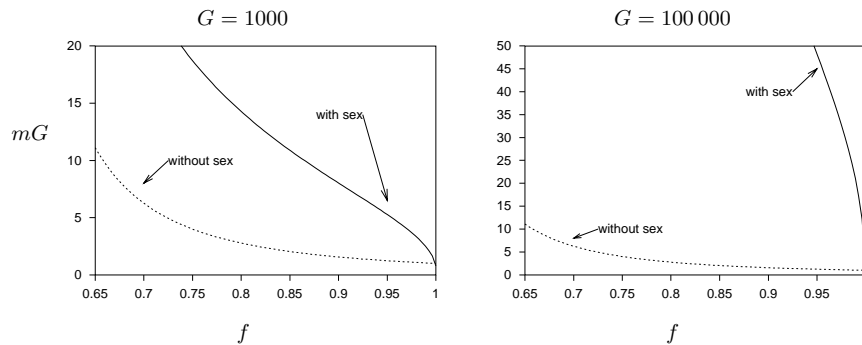 G = 1000
20
15
10
5
0
mG
with sex
without sex
0.65 0.7 0.75 0.8 0.85 0.9 0.95 1
f
G = 100 000
50
45
40
35
30
25
20
15
10
5
0
with sex
without sex
0.65 0.7 0.75 0.8 0.85 0.9 0.95
f